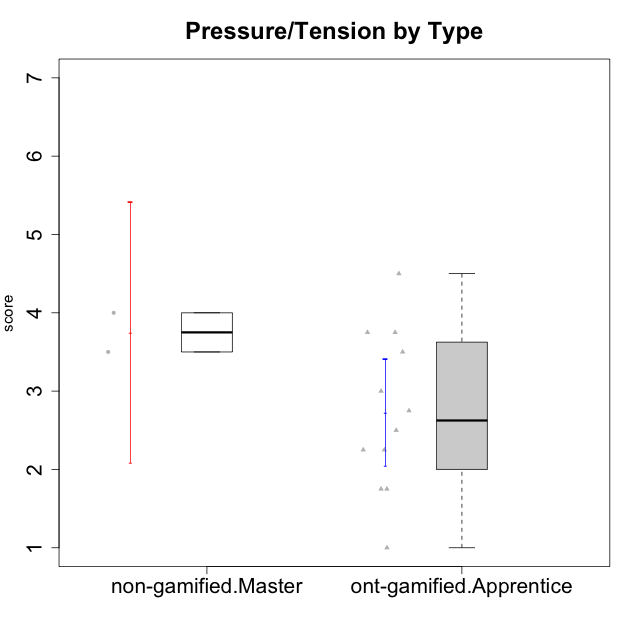 Pressure/Tension by Type
7
6
5
4
3
2
1
score
non-gamified.Master
ont-gamified.Apprentice